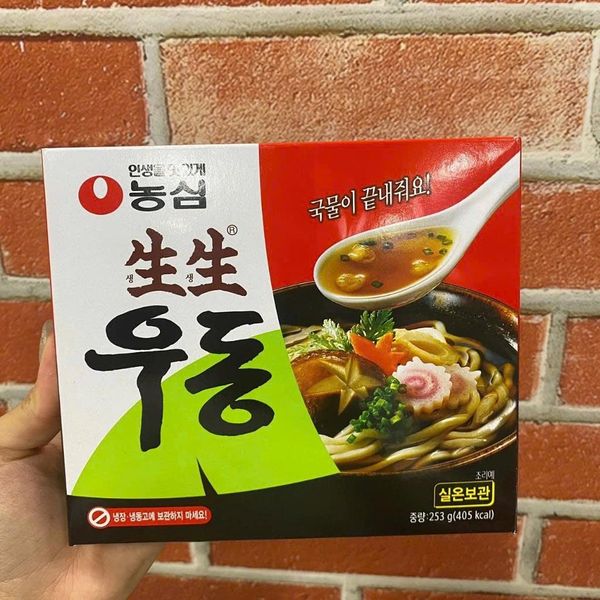 인생을 맛있게
농심
국물이 끝내줘요!
生生®
생 생
우동
조리예
실온보관
중량:253 g(405 kcal)
냉장·냉동고에 보관하지 마세요!